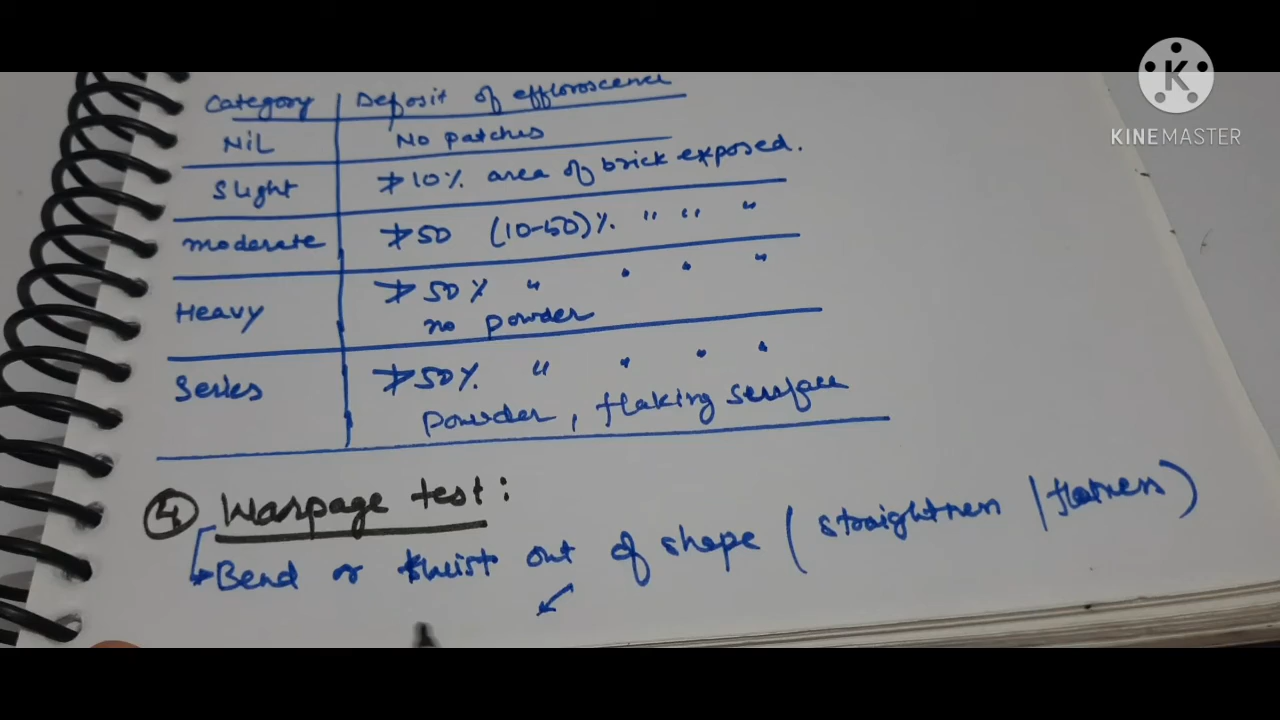 Category | Deposit of effloroscence
NiL | No patches
Slight | ≯ 10% area of brick exposed.
moderate | ≯ 50 (10-50)% " " "
Heavy | ≯ 50% " " " "
no powder
Series | ≯ 50% " " " "
powder, flaking surface
④ Warpage test:
→ Bend or twist out of shape (straightness / flatness)
K
KINEMASTER